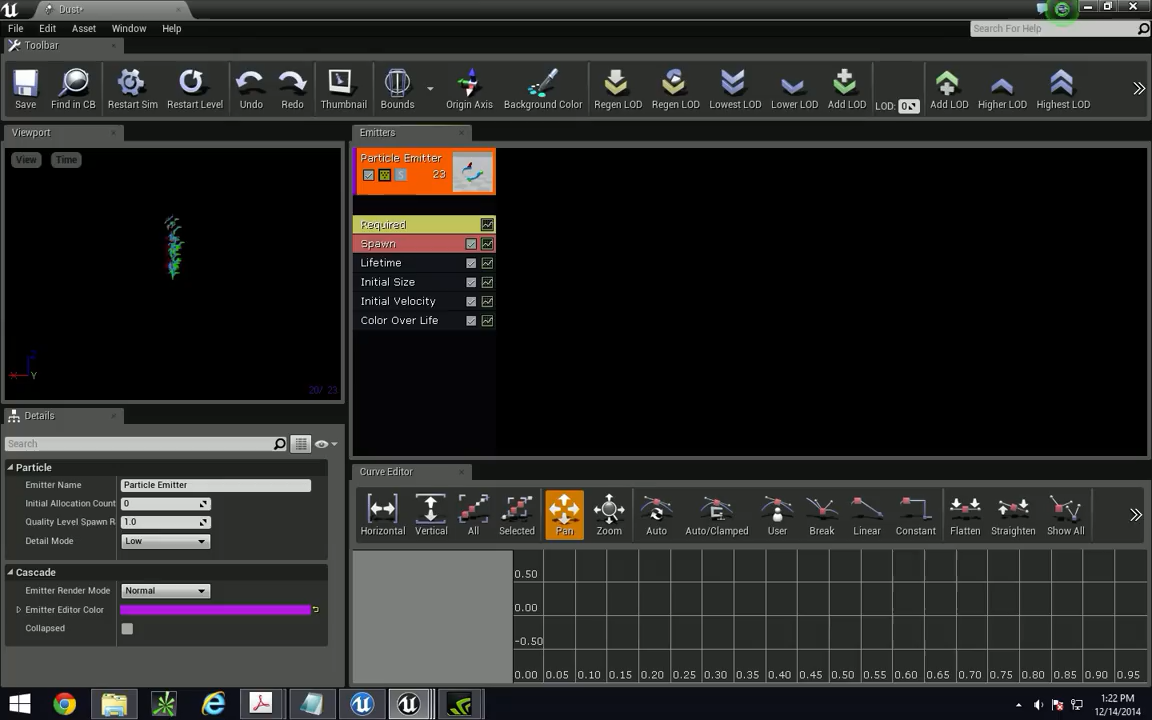 Dust*
File Edit Asset Window Help
Search For Help
Toolbar
Save Find in CB Restart Sim Restart Level Undo Redo Thumbnail Bounds Origin Axis Background Color Regen LOD Regen LOD Lowest LOD Lower LOD Add LOD LOD: 0 Add LOD Higher LOD Highest LOD
Viewport
View Time
X Y Z
20/ 23
Emitters
Particle Emitter
S 23
Required
Spawn
Lifetime
Initial Size
Initial Velocity
Color Over Life
Details
Search
Particle
Emitter Name Particle Emitter
Initial Allocation Count 0
Quality Level Spawn R 1.0
Detail Mode Low
Cascade
Emitter Render Mode Normal
Emitter Editor Color
Collapsed
Curve Editor
Horizontal Vertical All Selected Pan Zoom Auto Auto/Clamped User Break Linear Constant Flatten Straighten Show All
0.50
0.00
-0.50
0.00 0.05 0.10 0.15 0.20 0.25 0.30 0.35 0.40 0.45 0.50 0.55 0.60 0.65 0.70 0.75 0.80 0.85 0.90 0.95
1:22 PM
12/14/2014